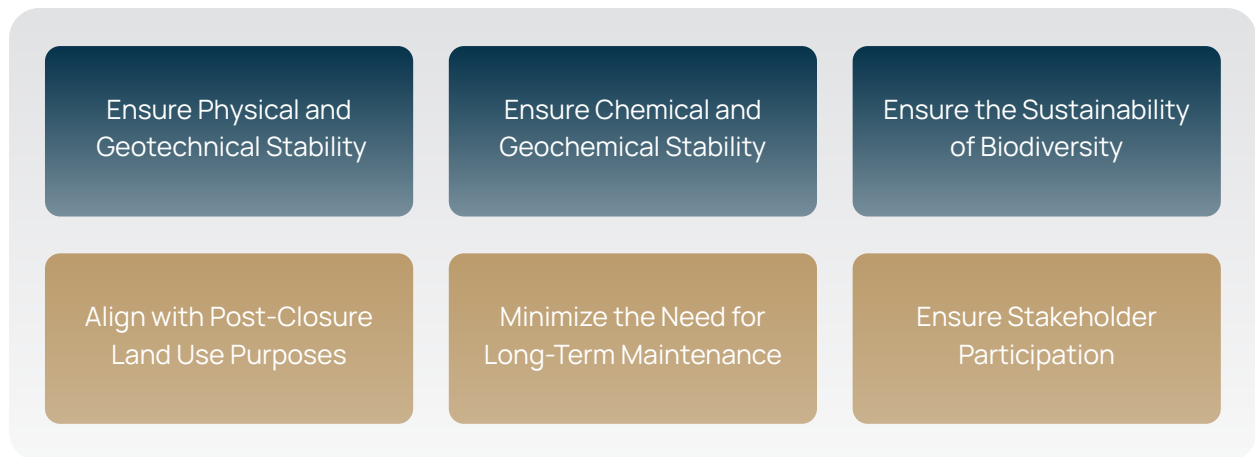 Ensure Physical and
Geotechnical Stability
Ensure Chemical and
Geochemical Stability
Ensure the Sustainability
of Biodiversity
Align with Post-Closure
Land Use Purposes
Minimize the Need for
Long-Term Maintenance
Ensure Stakeholder
Participation